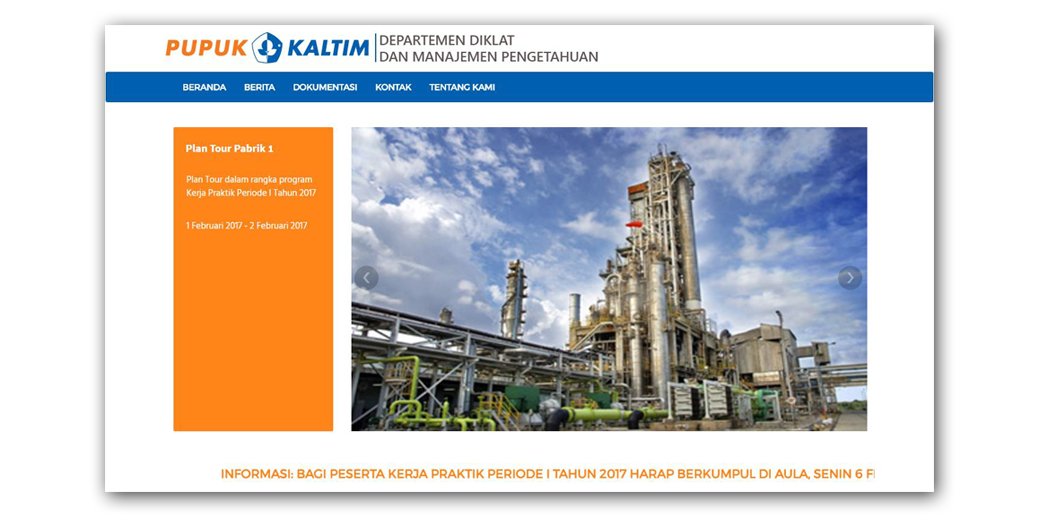 PUPUK KALTIM
DEPARTEMEN DIKLAT
DAN MANAJEMEN PENGETAHUAN
BERANDA BERITA DOKUMENTASI KONTAK TENTANG KAMI
Plan Tour Pabrik 1
Plan Tour dalam rangka program
Kerja Praktik Periode I Tahun 2017
1 Februari 2017 - 2 Februari 2017
INFORMASI: BAGI PESERTA KERJA PRAKTIK PERIODE I TAHUN 2017 HARAP BERKUMPUL DI AULA, SENIN 6